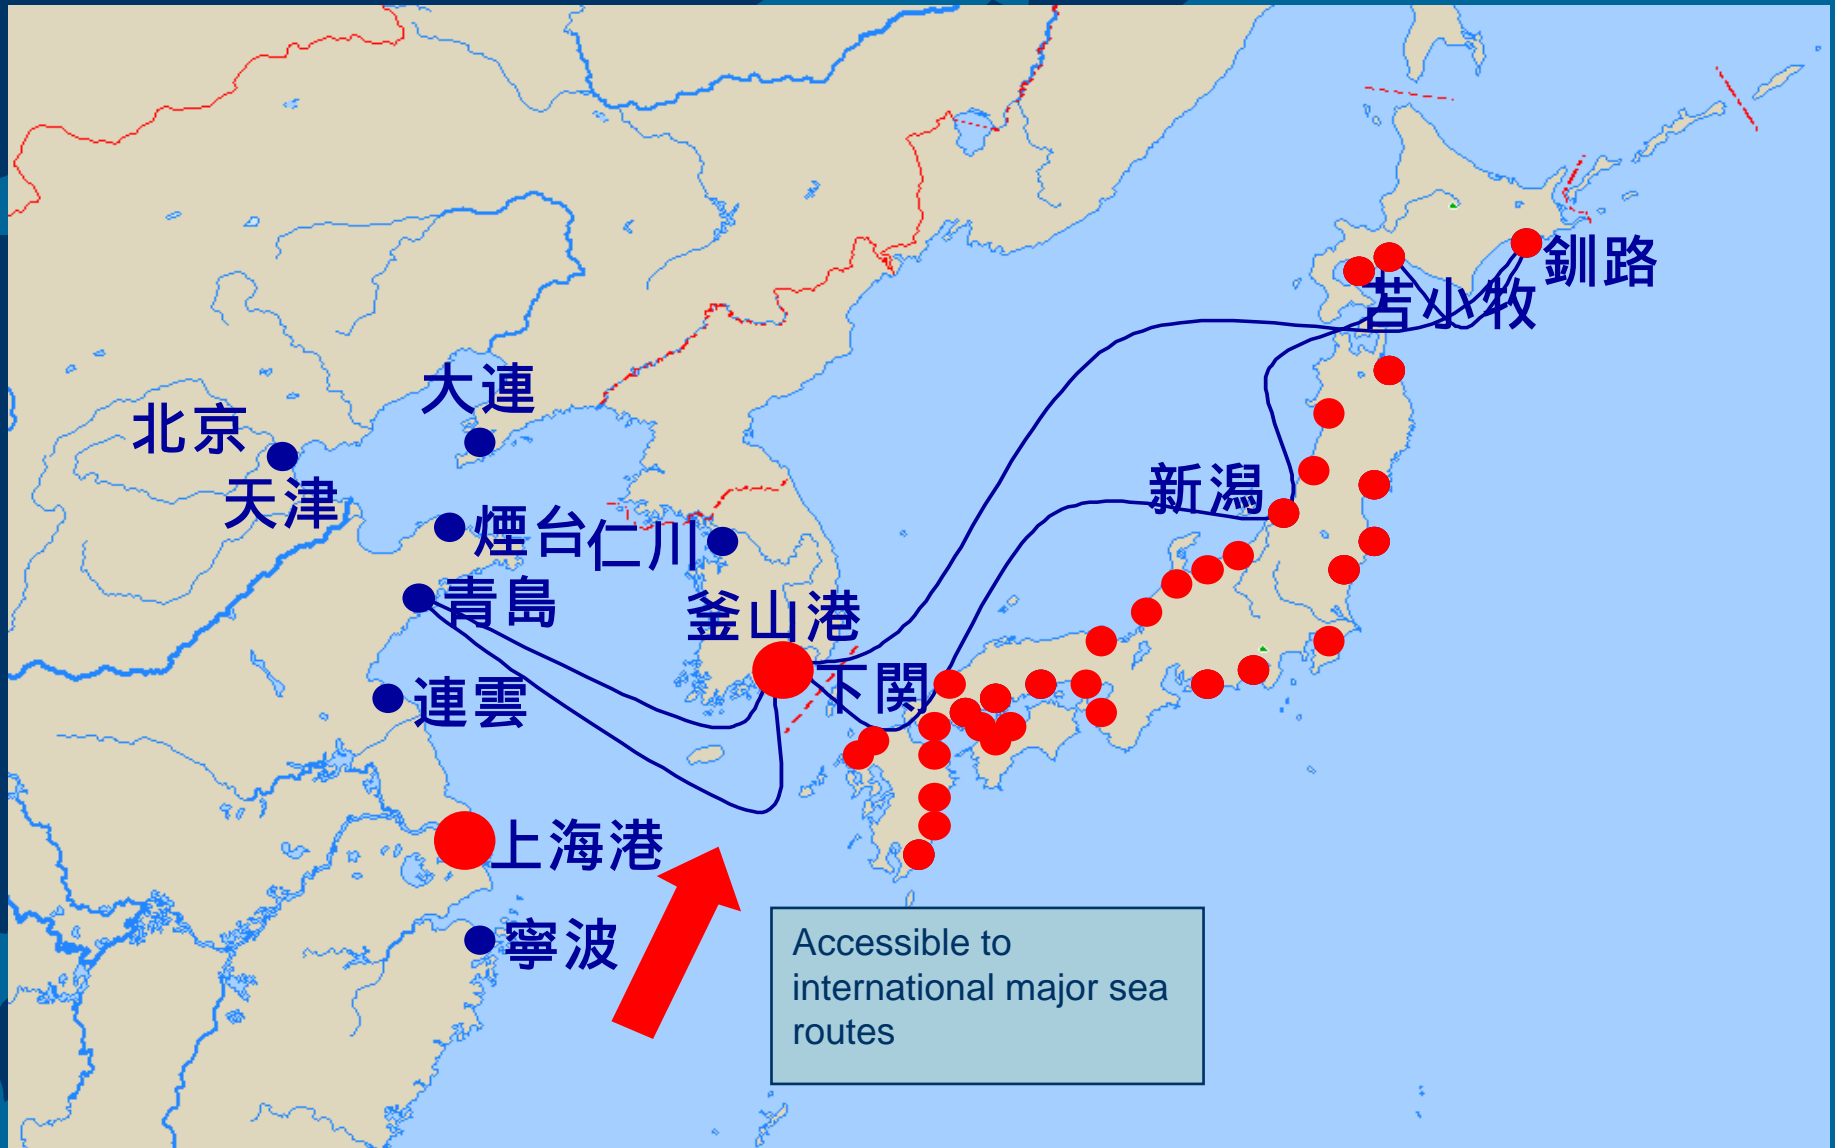 釧路
苫小牧
大連
北京
天津
新潟
煙台
仁川
青島
釜山港
下関
連雲
上海港
寧波
Accessible to
international major sea
routes